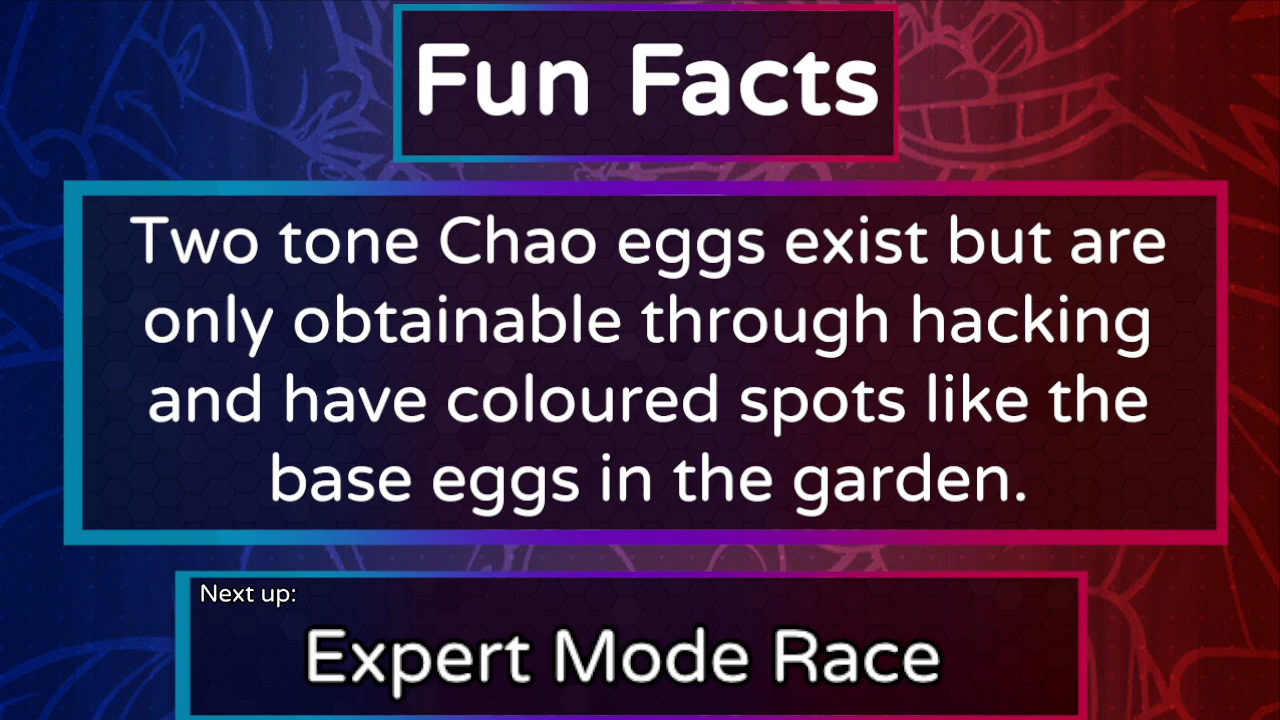 Fun Facts
Two tone Chao eggs exist but are
only obtainable through hacking
and have coloured spots like the
base eggs in the garden.
Next up:
Expert Mode Race